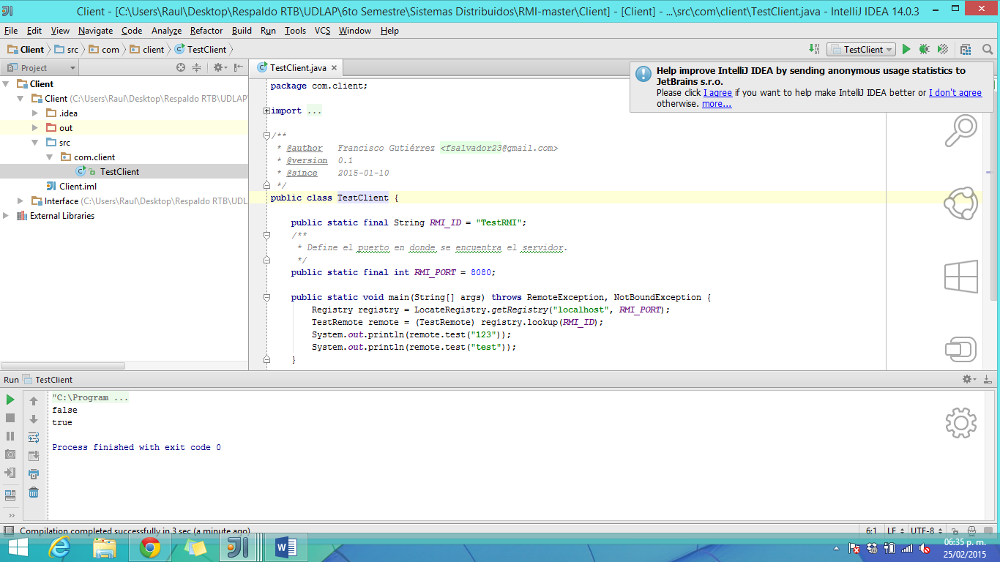 Client - [C:\Users\Raul\Desktop\Respaldo RTB\UDLAP\6to Semestre\Sistemas Distribuidos\RMI-master\Client] - [Client] - ...\src\com\client\TestClient.java - IntelliJ IDEA 14.0.3
File Edit View Navigate Code Analyze Refactor Build Run Tools VCS Window Help
Client src com client TestClient
TestClient
Project
TestClient.java
Help improve IntelliJ IDEA by sending anonymous usage statistics to
JetBrains s.r.o.
Please click I agree if you want to help make IntelliJ IDEA better or I don't agree
otherwise. more...
Client
Client (C:\Users\Raul\Desktop\Respaldo RTB\UDLAP\
.idea
out
src
com.client
TestClient
Client.iml
Interface (C:\Users\Raul\Desktop\Respaldo RTB\UDL
External Libraries
package com.client;
import ...
/**
* @author Francisco Gutiérrez <fsalvador23@gmail.com>
* @version 0.1
* @since 2015-01-10
*/
public class TestClient {
public static final String RMI_ID = "TestRMI";
/**
* Define el puerto en donde se encuentra el servidor.
*/
public static final int RMI_PORT = 8080;
public static void main(String[] args) throws RemoteException, NotBoundException {
Registry registry = LocateRegistry.getRegistry("localhost", RMI_PORT);
TestRemote remote = (TestRemote) registry.lookup(RMI_ID);
System.out.println(remote.test("123"));
System.out.println(remote.test("test"));
}
Run TestClient
"C:\Program ...
false
true
Process finished with exit code 0
Compilation completed successfully in 3 sec (a minute ago)
6:1 LF UTF-8
06:35 p. m.
25/02/2015